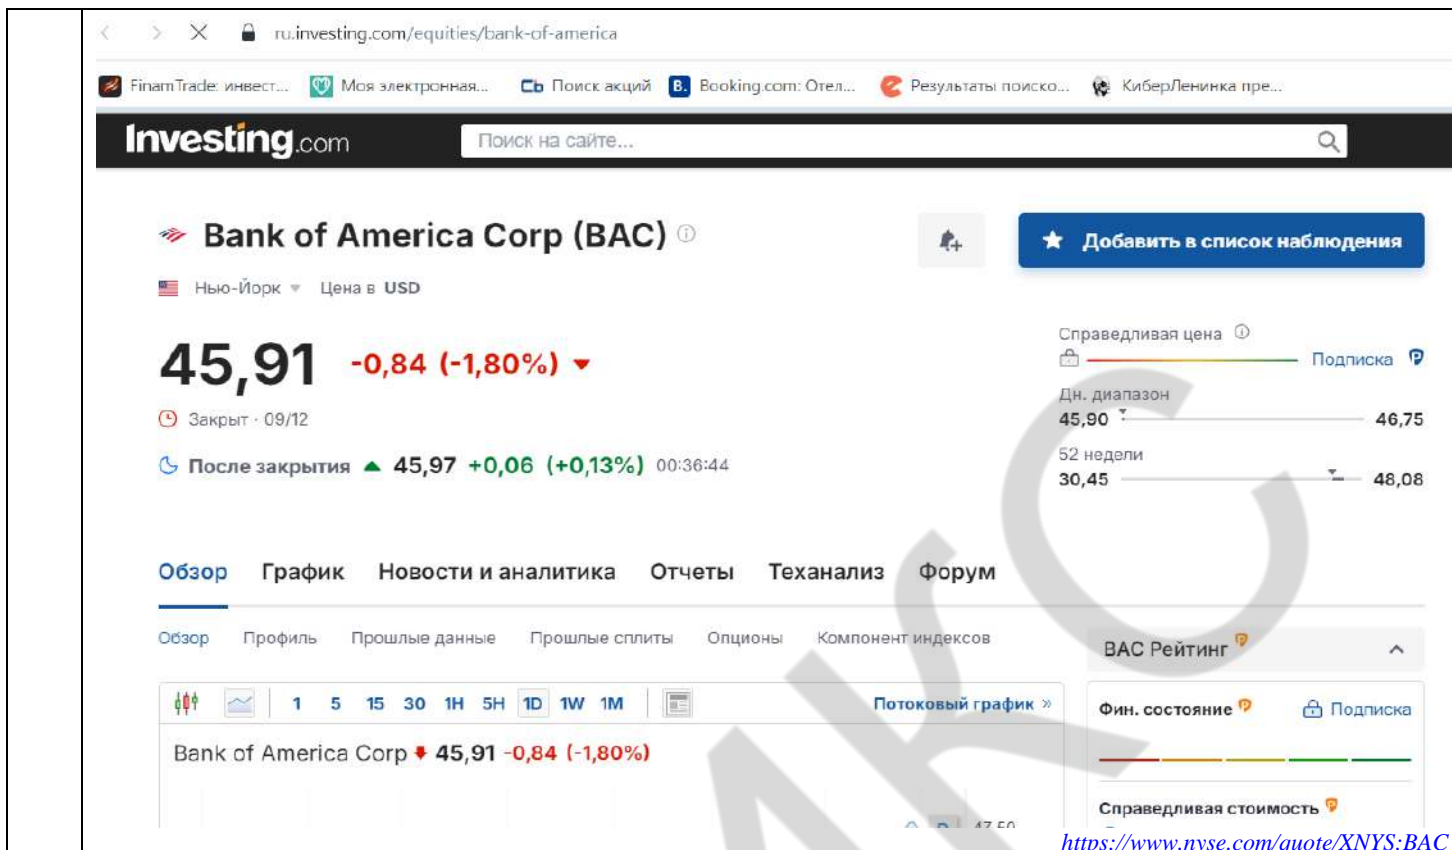 ru.investing.com/equities/bank-of-america
FinamTrade: инвест... Моя электронная... Сb Поиск акций B. Booking.com: Отел... Результаты поиско... КиберЛенинка пре...
Investing.com Поиск на сайте...
Bank of America Corp (BAC)
Добавить в список наблюдения
Нью-Йорк Цена в USD
45,91 -0,84 (-1,80%)
Справедливая цена
Подписка
Закрыт · 09/12
Дн. диапазон
45,90 46,75
После закрытия 45,97 +0,06 (+0,13%) 00:36:44
52 недели
30,45 48,08
Обзор График Новости и аналитика Отчеты Теханализ Форум
Обзор Профиль Прошлые данные Прошлые сплиты Опционы Компонент индексов
BAC Рейтинг
1 5 15 30 1H 5H 1D 1W 1M Потоковый график »
Фин. состояние Подписка
Bank of America Corp 45,91 -0,84 (-1,80%)
Справедливая стоимость
https://www.nyse.com/quote/XNYS:BAC